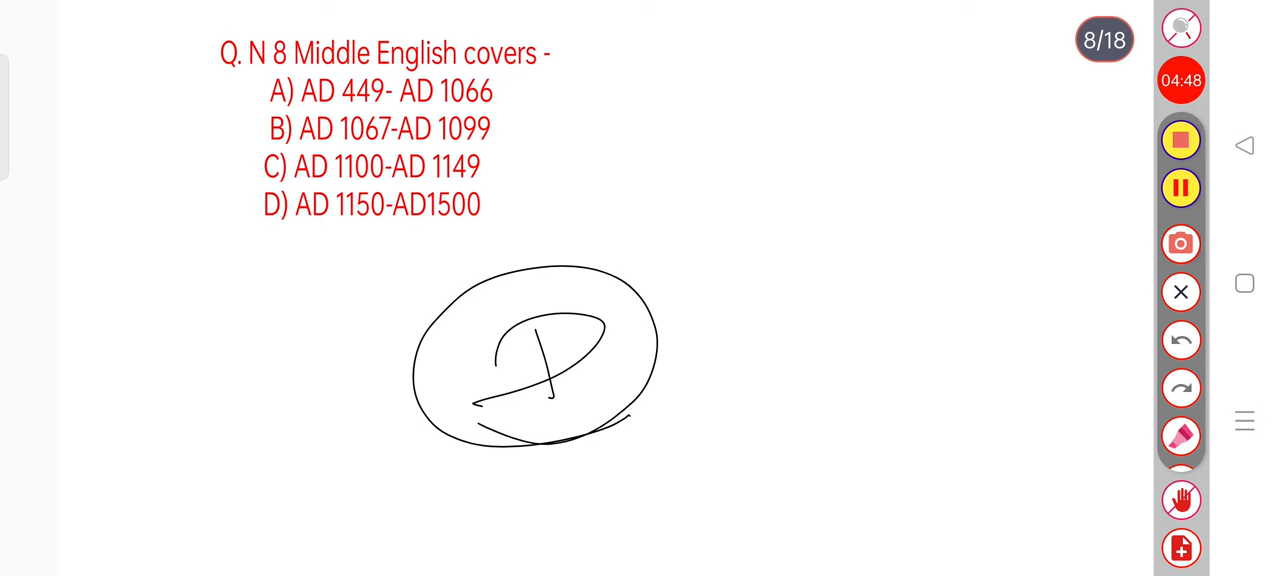 8/18
04:48
Q. N 8 Middle English covers -
A) AD 449- AD 1066
B) AD 1067-AD 1099
C) AD 1100-AD 1149
D) AD 1150-AD1500
D